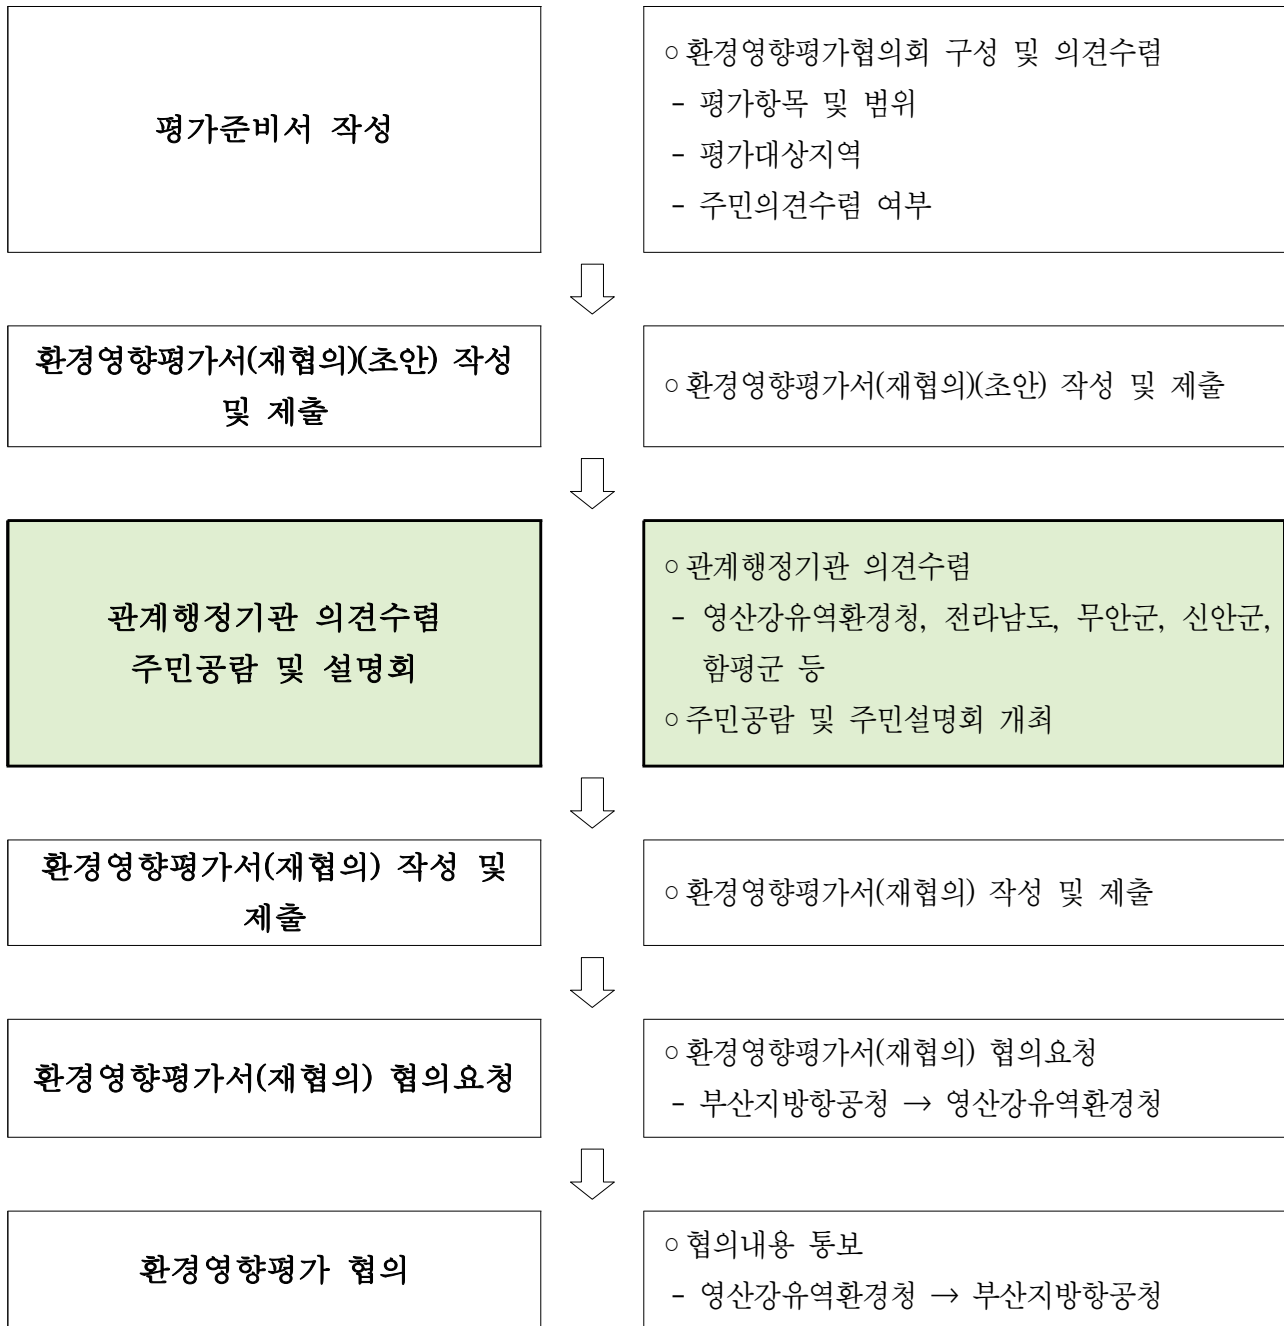 평가준비서 작성
○환경영향평가협의회 구성 및 의견수렴
- 평가항목 및 범위
- 평가대상지역
- 주민의견수렴 여부
환경영향평가서(재협의)(초안) 작성
및 제출
○환경영향평가서(재협의)(초안) 작성 및 제출
관계행정기관 의견수렴
주민공람 및 설명회
○관계행정기관 의견수렴
- 영산강유역환경청, 전라남도, 무안군, 신안군,
함평군 등
○주민공람 및 주민설명회 개최
환경영향평가서(재협의) 작성 및
제출
○환경영향평가서(재협의) 작성 및 제출
환경영향평가서(재협의) 협의요청
○환경영향평가서(재협의) 협의요청
- 부산지방항공청 → 영산강유역환경청
환경영향평가 협의
○협의내용 통보
- 영산강유역환경청 → 부산지방항공청